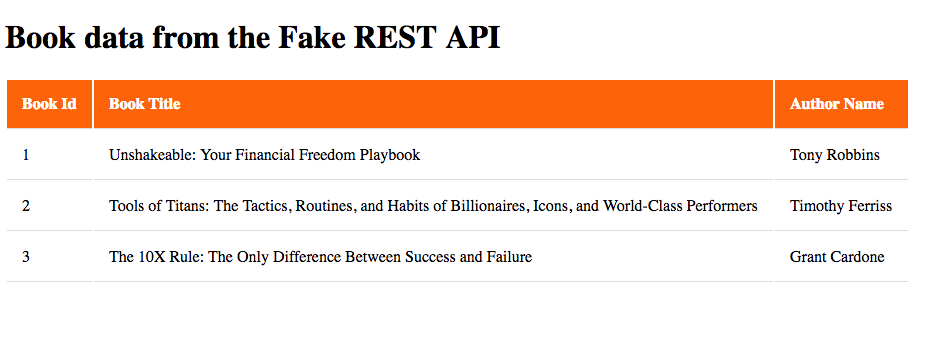 Book data from the Fake REST API
Book Id Book Title Author Name
1 Unshakeable: Your Financial Freedom Playbook Tony Robbins
2 Tools of Titans: The Tactics, Routines, and Habits of Billionaires, Icons, and World-Class Performers Timothy Ferriss
3 The 10X Rule: The Only Difference Between Success and Failure Grant Cardone